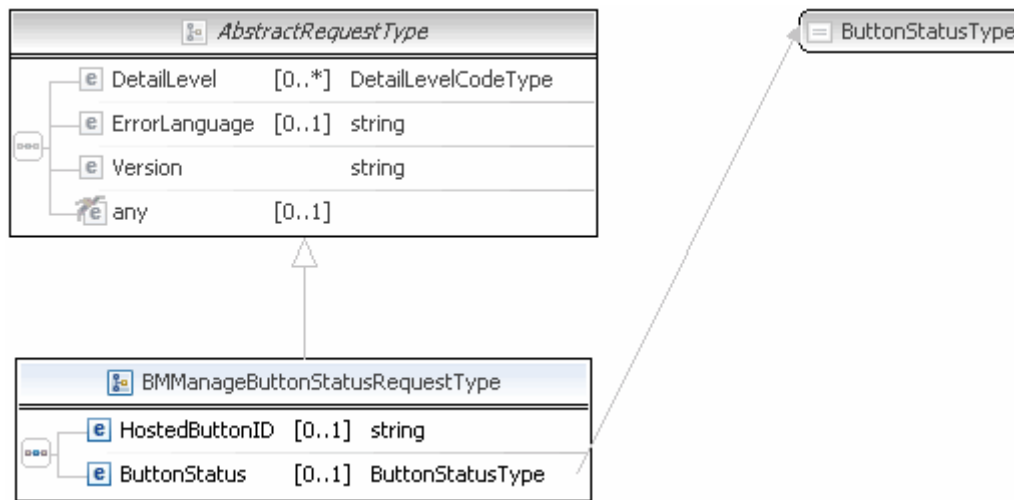 AbstractRequestType
ButtonStatusType
e DetailLevel [0..*] DetailLevelCodeType
e ErrorLanguage [0..1] string
e Version string
e any [0..1]
BMManageButtonStatusRequestType
e HostedButtonID [0..1] string
e ButtonStatus [0..1] ButtonStatusType